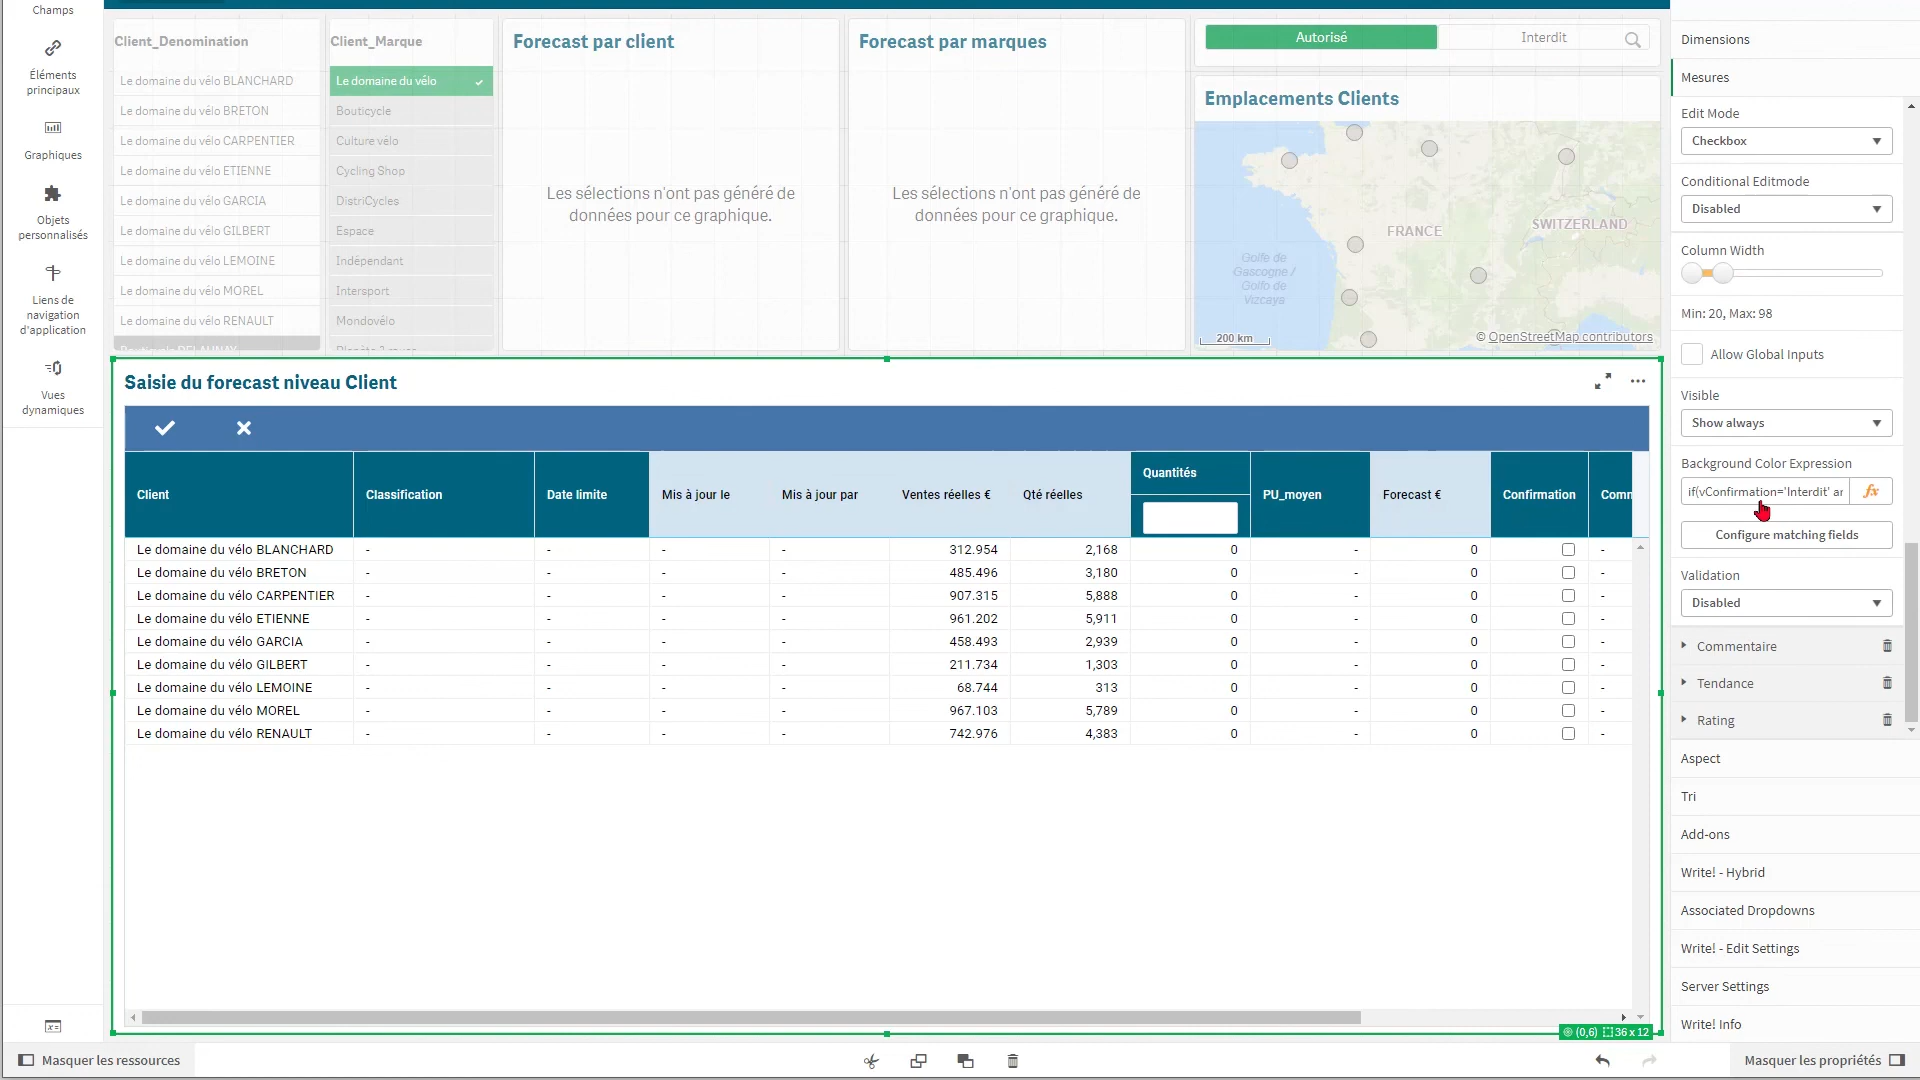 Champs
Éléments
principaux
Graphiques
Objets
personnalisés
Liens de
navigation
d'application
Vues
dynamiques
Client_Denomination
Le domaine du vélo BLANCHARD
Le domaine du vélo BRETON
Le domaine du vélo CARPENTIER
Le domaine du vélo ETIENNE
Le domaine du vélo GARCIA
Le domaine du vélo GILBERT
Le domaine du vélo LEMOINE
Le domaine du vélo MOREL
Le domaine du vélo RENAULT
Client_Marque
Le domaine du vélo
Bouticycle
Culture vélo
Cycling Shop
DistriCycles
Espace
Indépendant
Intersport
Mondovélo
Forecast par client
Les sélections n'ont pas généré de
données pour ce graphique.
Forecast par marques
Les sélections n'ont pas généré de
données pour ce graphique.
Autorisé Interdit
Emplacements Clients
FRANCE
SWITZERLAND
Golfe de
Gascogne /
Golfo de
Vizcaya
200 km
© OpenStreetMap contributors
Saisie du forecast niveau Client
Client Classification Date limite Mis à jour le Mis à jour par Ventes réelles € Qté réelles Quantités PU_moyen Forecast € Confirmation Comm
Le domaine du vélo BLANCHARD - - - - 312.954 2,168 0 - 0 -
Le domaine du vélo BRETON - - - - 485.496 3,180 0 - 0 -
Le domaine du vélo CARPENTIER - - - - 907.315 5,888 0 - 0 -
Le domaine du vélo ETIENNE - - - - 961.202 5,911 0 - 0 -
Le domaine du vélo GARCIA - - - - 458.493 2,939 0 - 0 -
Le domaine du vélo GILBERT - - - - 211.734 1,303 0 - 0 -
Le domaine du vélo LEMOINE - - - - 68.744 313 0 - 0 -
Le domaine du vélo MOREL - - - - 967.103 5,789 0 - 0 -
Le domaine du vélo RENAULT - - - - 742.976 4,383 0 - 0 -
(0,6) 36 x 12
Dimensions
Mesures
Edit Mode
Checkbox
Conditional Editmode
Disabled
Column Width
Min: 20, Max: 98
Allow Global Inputs
Visible
Show always
Background Color Expression
if(vConfirmation='Interdit' ar fx
Configure matching fields
Validation
Disabled
Commentaire
Tendance
Rating
Aspect
Tri
Add-ons
Write! - Hybrid
Associated Dropdowns
Write! - Edit Settings
Server Settings
Write! Info
Masquer les ressources
Masquer les propriétés